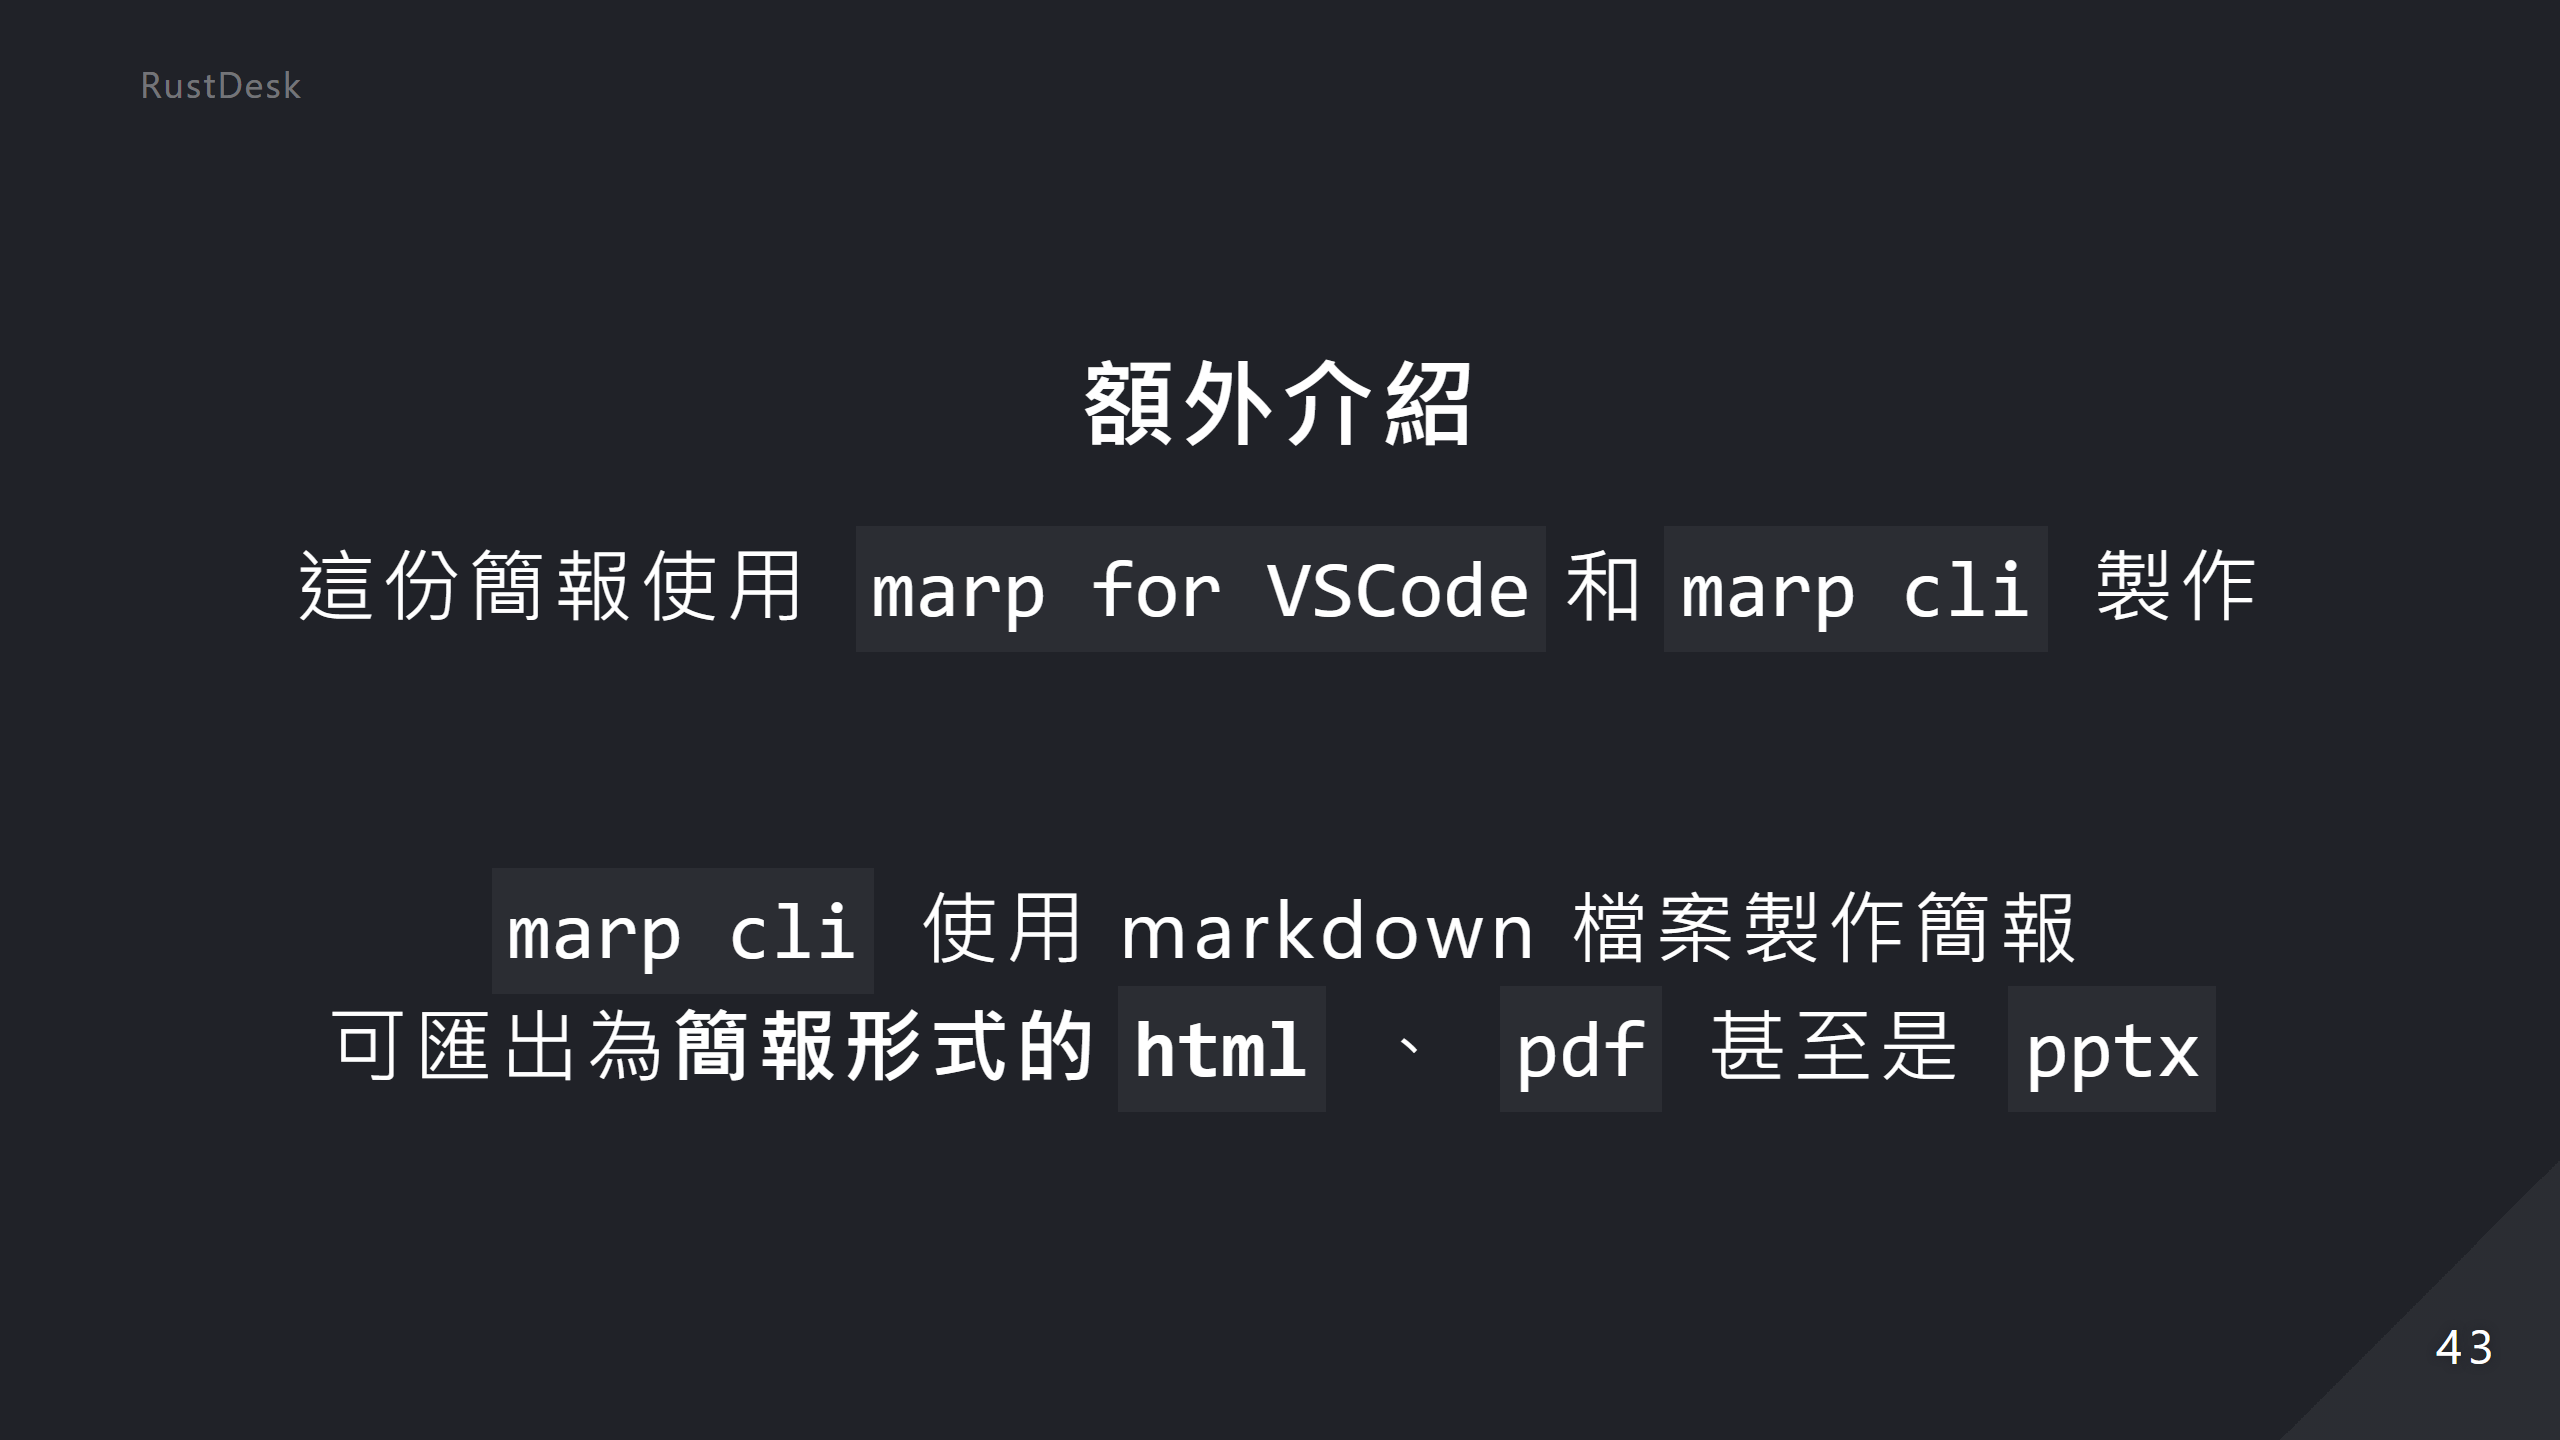 RustDesk
額外介紹
這份簡報使用 marp for VSCode 和 marp cli 製作
marp cli 使用 markdown 檔案製作簡報
可匯出為簡報形式的 html 、 pdf 甚至是 pptx
43